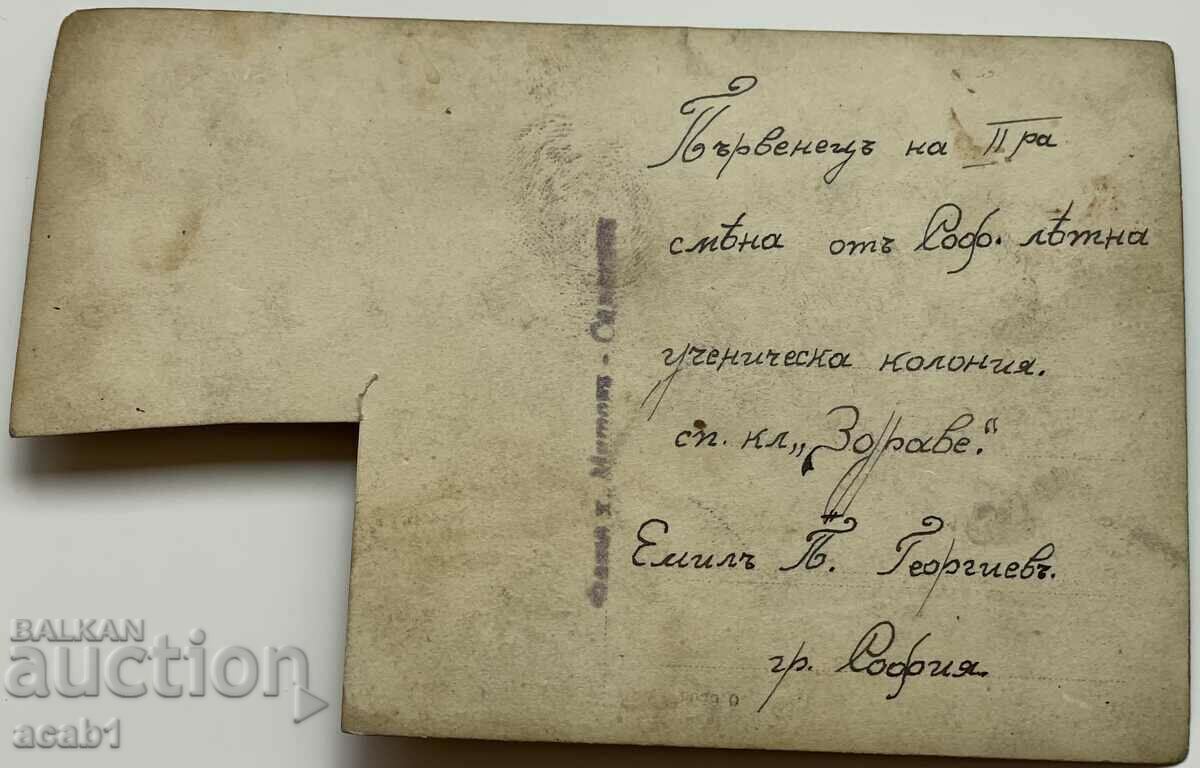 Първенецъ на II ра
смѣна отъ Соф. лѣтна
ученическа колония.
сп. кл „Здраве."
Емилъ П. Георгиевъ.
гр. София.
BALKAN
auction
acab1